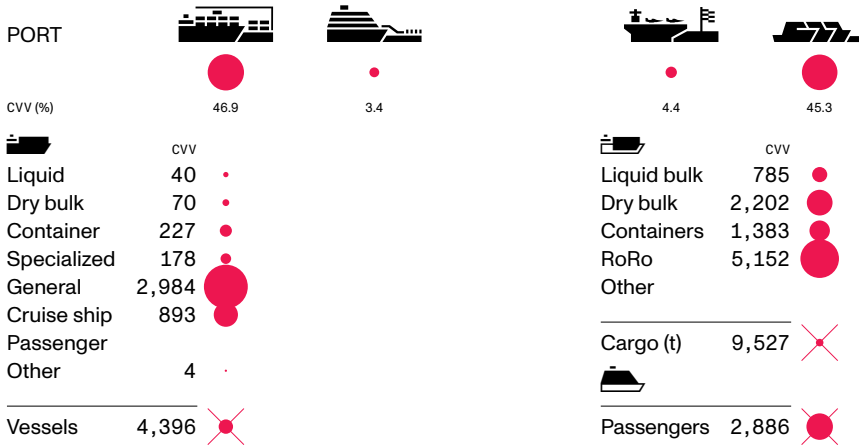 PORT
CVV (%) 46.9 3.4 4.4 45.3
CVV
Liquid 40
Dry bulk 70
Container 227
Specialized 178
General 2,984
Cruise ship 893
Passenger
Other 4
Vessels 4,396
CVV
Liquid bulk 785
Dry bulk 2,202
Containers 1,383
RoRo 5,152
Other
Cargo (t) 9,527
Passengers 2,886